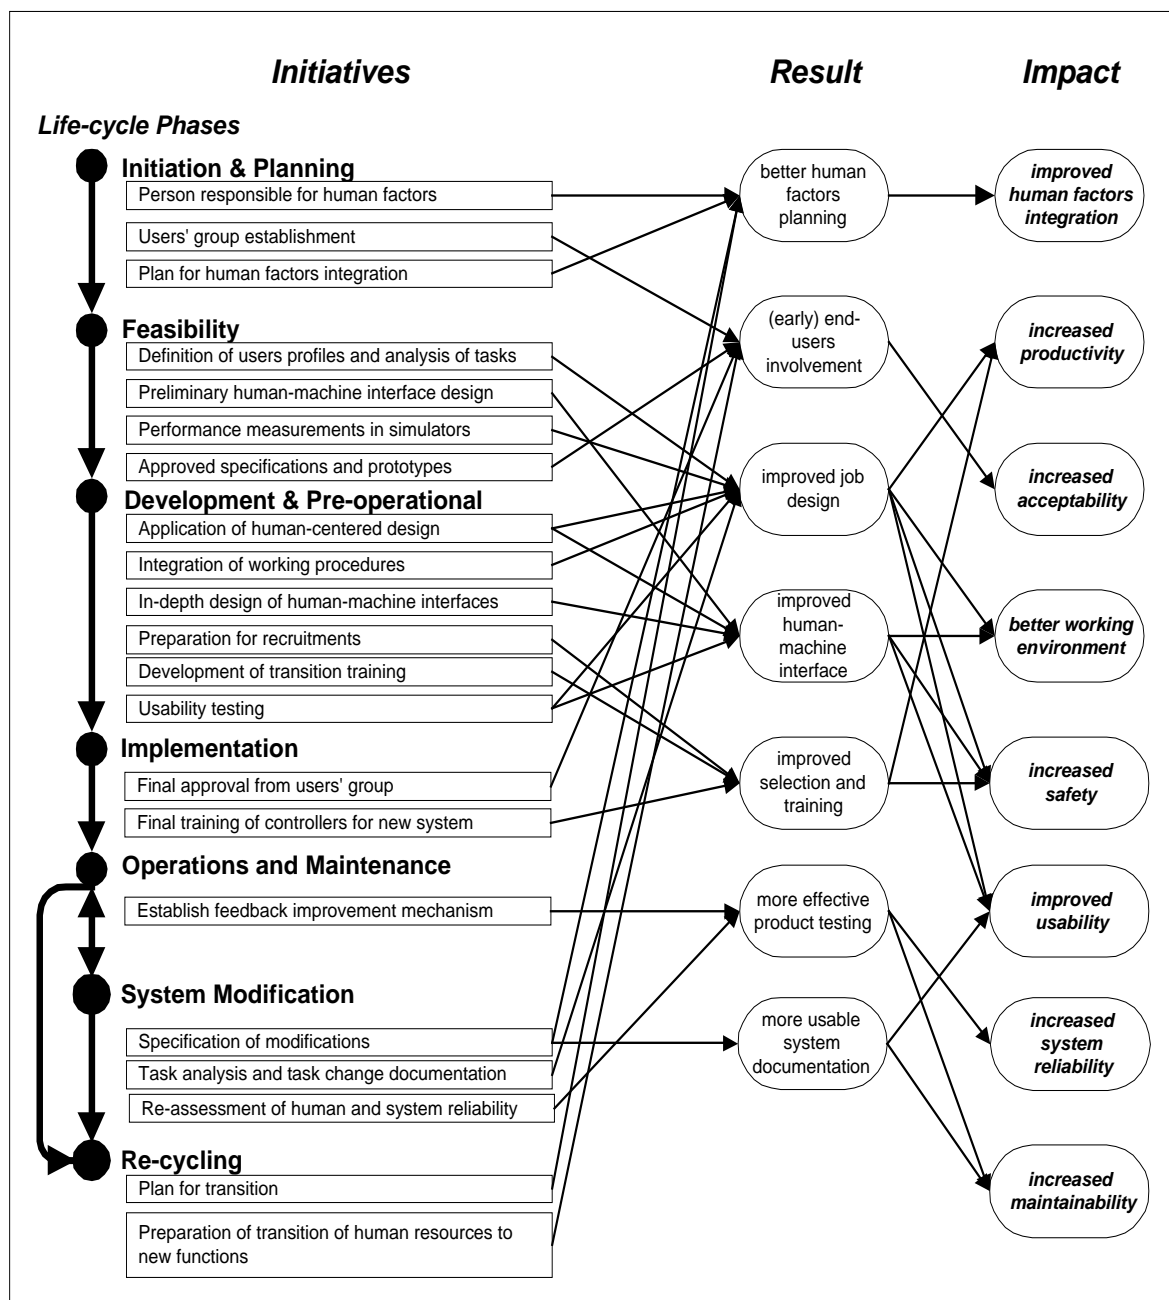 Initiatives
Result
Impact
Life-cycle Phases
Initiation & Planning
Person responsible for human factors
Users' group establishment
Plan for human factors integration
Feasibility
Definition of users profiles and analysis of tasks
Preliminary human-machine interface design
Performance measurements in simulators
Approved specifications and prototypes
Development & Pre-operational
Application of human-centered design
Integration of working procedures
In-depth design of human-machine interfaces
Preparation for recruitments
Development of transition training
Usability testing
Implementation
Final approval from users' group
Final training of controllers for new system
Operations and Maintenance
Establish feedback improvement mechanism
System Modification
Specification of modifications
Task analysis and task change documentation
Re-assessment of human and system reliability
Re-cycling
Plan for transition
Preparation of transition of human resources to
new functions
better human
factors
planning
(early) end-
users
involvement
improved job
design
improved
human-
machine
interface
improved
selection and
training
more effective
product testing
more usable
system
documentation
improved
human factors
integration
increased
productivity
increased
acceptability
better working
environment
increased
safety
improved
usability
increased
system
reliability
increased
maintainability